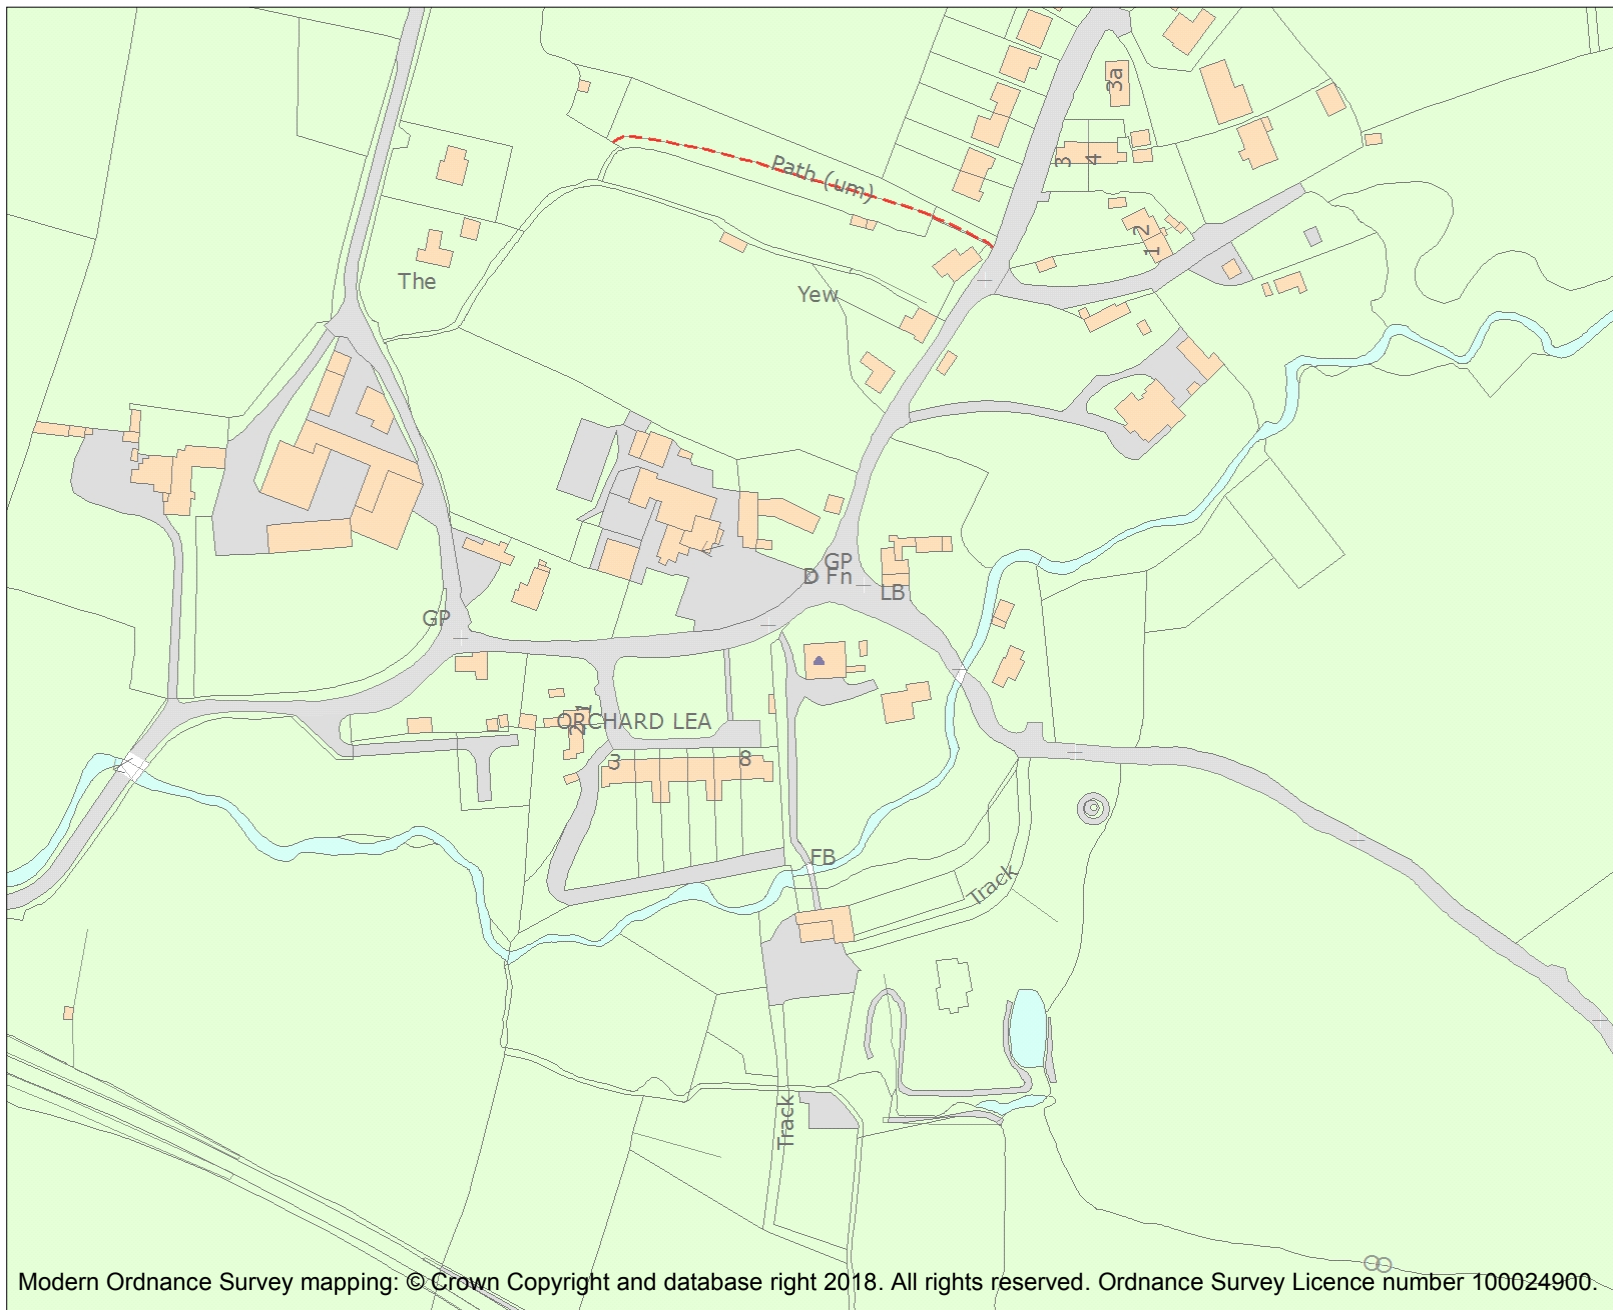 3a
3
4
Path (um)
2
1
The
Yew
GP
D Fn
LB
GP
1
2
ORCHARD LEA
3
8
FB
Track
Track
Modern Ordnance Survey mapping: © Crown Copyright and database right 2018. All rights reserved. Ordnance Survey Licence number 100024900.